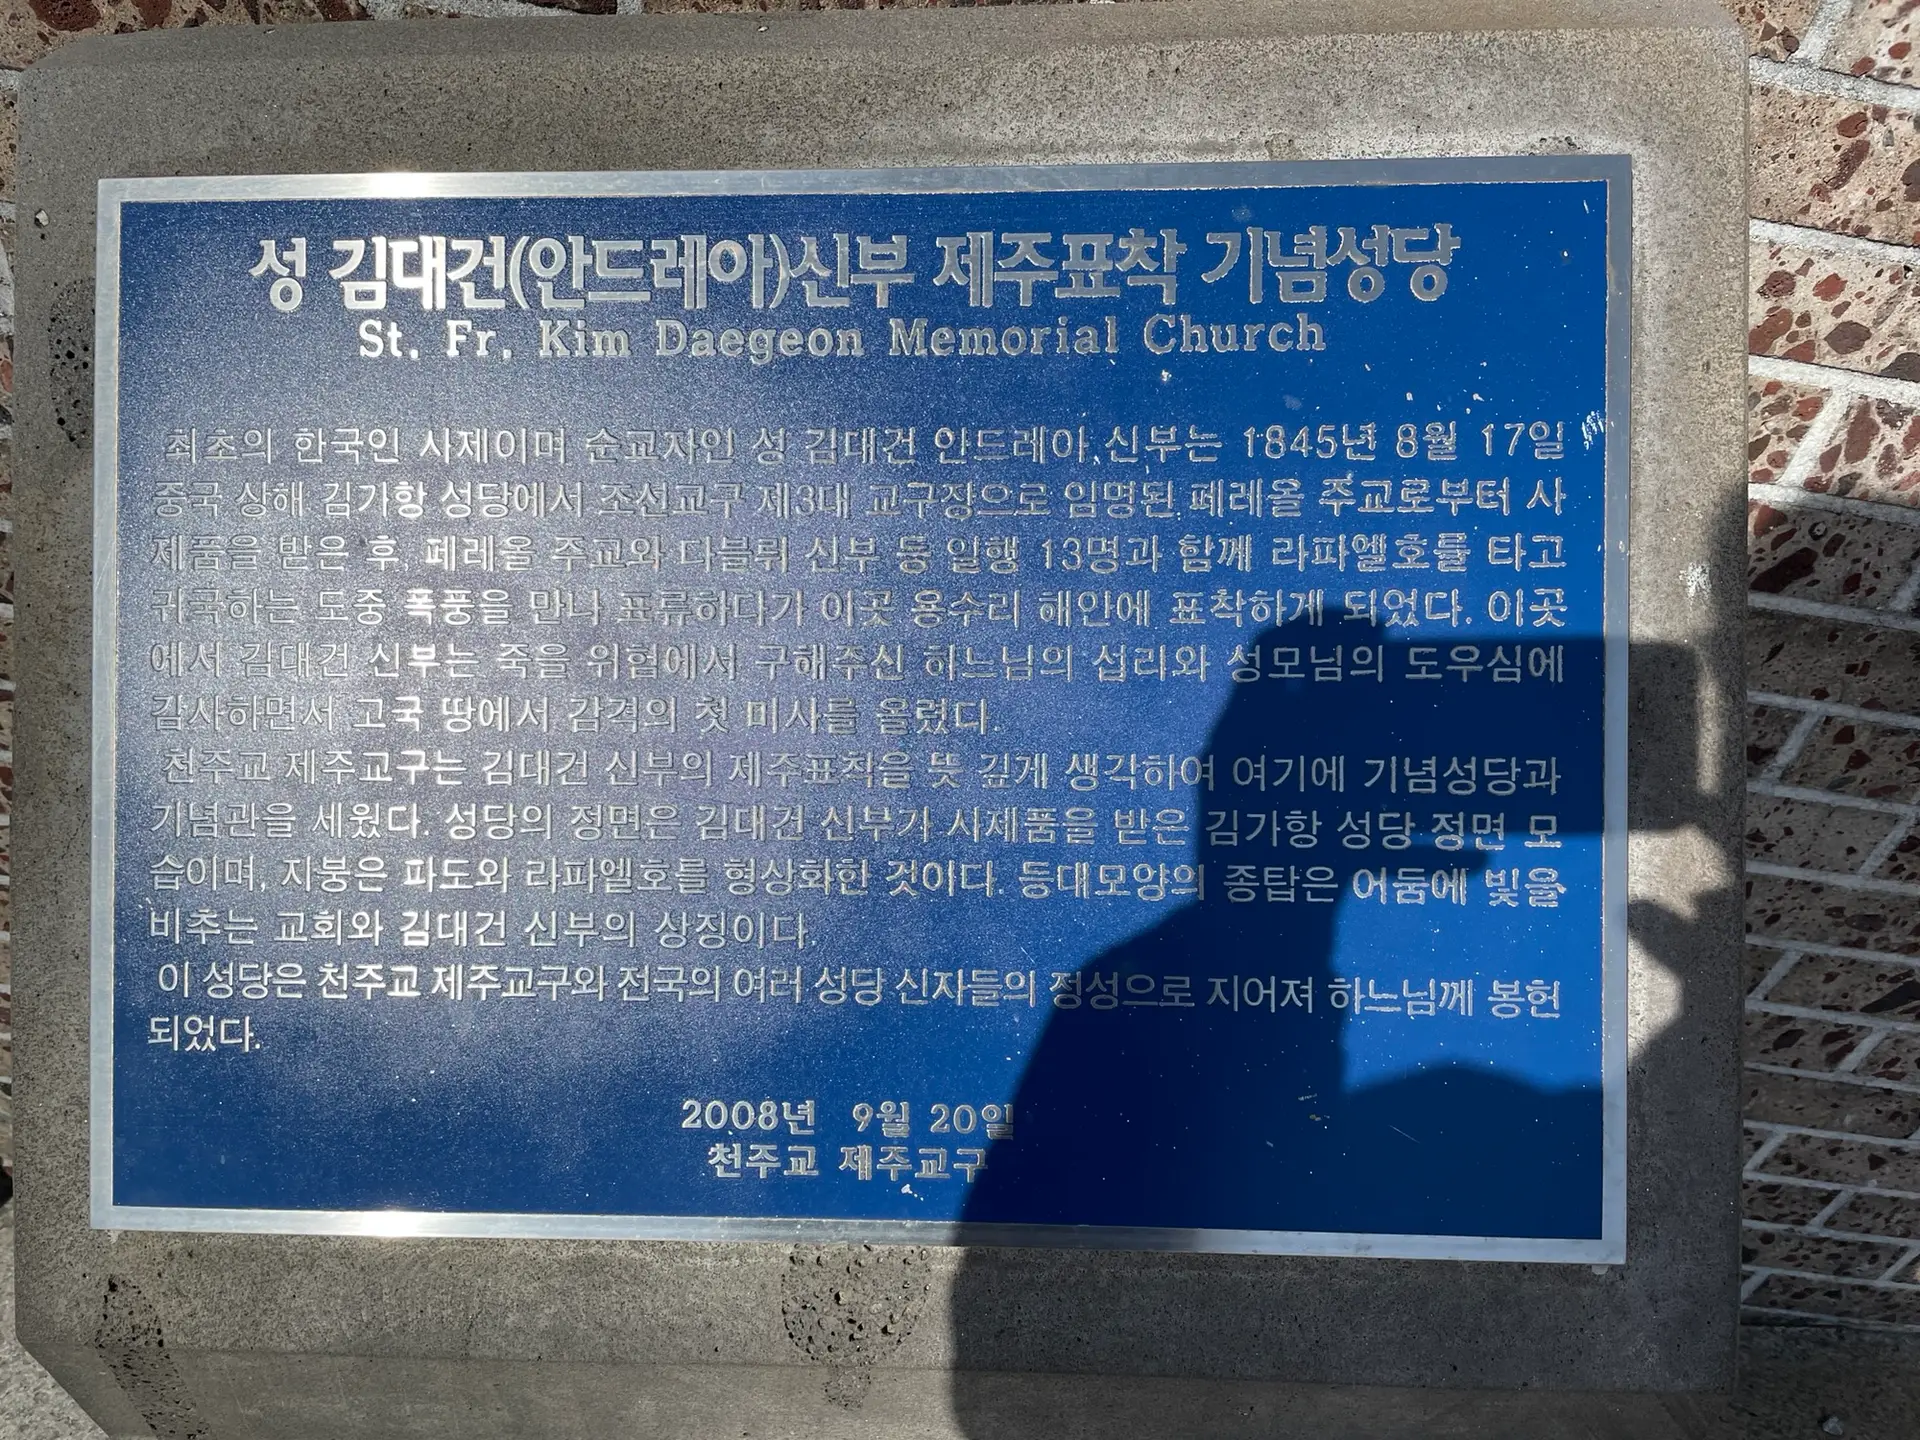 성 김대건(안드레아)신부 제주표착 기념성당
St. Fr. Kim Daegeon Memorial Church
최초의 한국인 사제이며 순교자인 성 김대건 안드레아 신부는 1845년 8월 17일
중국 상해 김가항 성당에서 조선교구 제3대 교구장으로 임명된 페레올 주교로부터 사
제품을 받은 후, 페레올 주교와 다블뤼 신부 등 일행 13명과 함께 라파엘호를 타고
귀국하는 도중 폭풍을 만나 표류하다가 이곳 용수리 해안에 표착하게 되었다. 이곳
에서 김대건 신부는 죽을 위험에서 구해주신 하느님의 섭리와 성모님의 도우심에
감사하면서 고국 땅에서 감격의 첫 미사를 올렸다.
천주교 제주교구는 김대건 신부의 제주표착을 뜻 깊게 생각하여 여기에 기념성당과
기념관을 세웠다. 성당의 정면은 김대건 신부가 사제품을 받은 김가항 성당 정면 모
습이며, 지붕은 파도와 라파엘호를 형상화한 것이다. 등대모양의 종탑은 어둠에 빛을
비추는 교회와 김대건 신부의 상징이다.
이 성당은 천주교 제주교구와 전국의 여러 성당 신자들의 정성으로 지어져 하느님께 봉헌
되었다.
2008년 9월 20일
천주교 제주교구